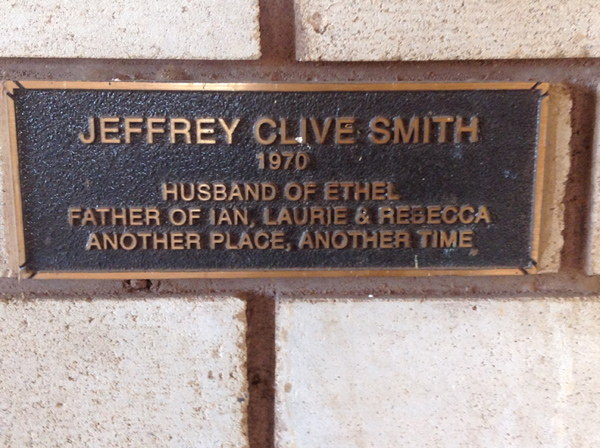 JEFFREY CLIVE SMITH
1970
HUSBAND OF ETHEL
FATHER OF IAN, LAURIE & REBECCA
ANOTHER PLACE, ANOTHER TIME